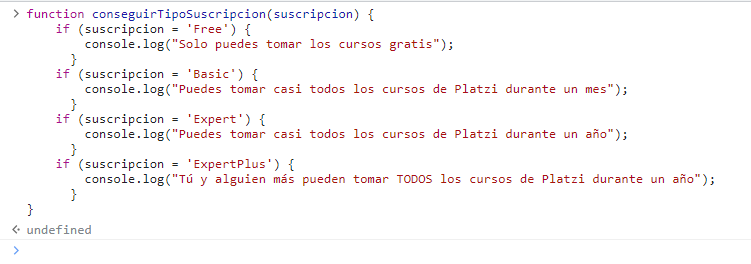 function conseguirTipoSuscripcion(suscripcion) {
if (suscripcion = 'Free') {
console.log("Solo puedes tomar los cursos gratis");
}
if (suscripcion = 'Basic') {
console.log("Puedes tomar casi todos los cursos de Platzi durante un mes");
}
if (suscripcion = 'Expert') {
console.log("Puedes tomar casi todos los cursos de Platzi durante un año");
}
if (suscripcion = 'ExpertPlus') {
console.log("Tú y alguien más pueden tomar TODOS los cursos de Platzi durante un año");
}
}
undefined